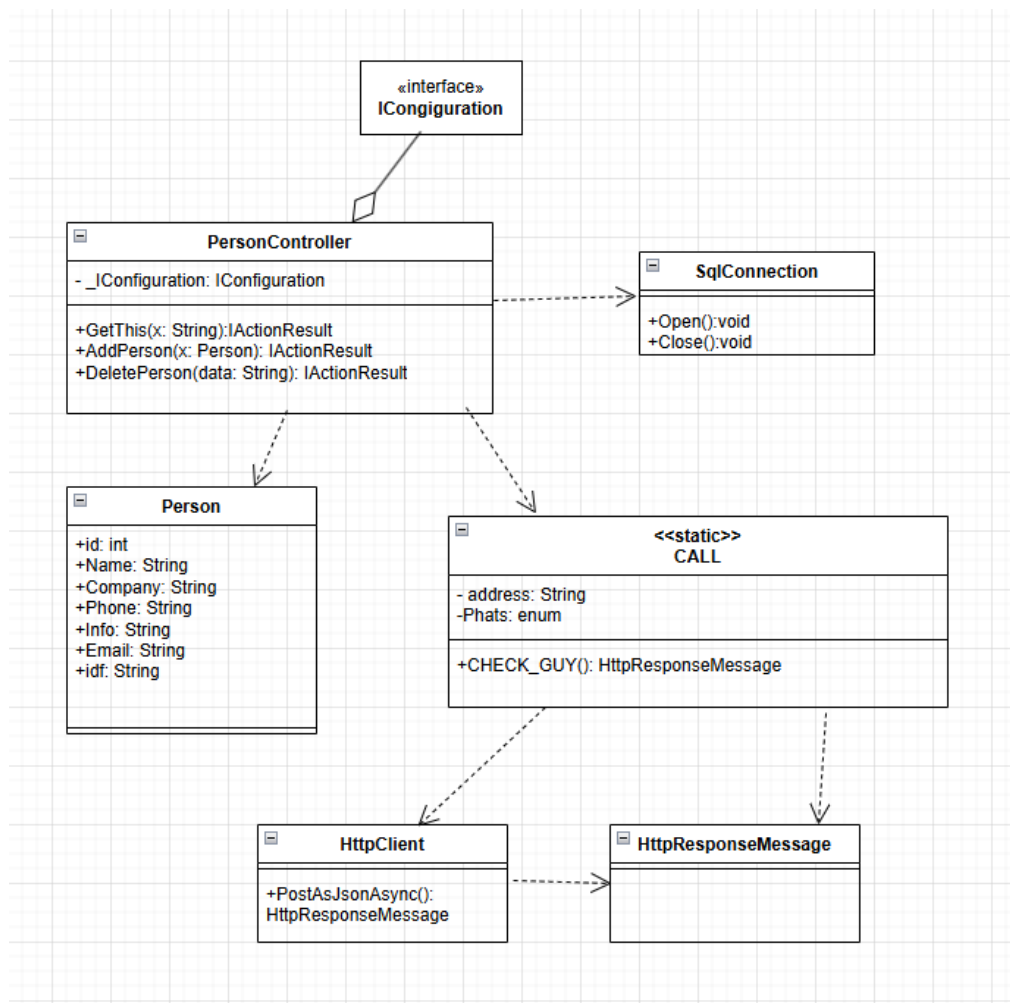 «interface»
ICongiguration
PersonController
- _IConfiguration: IConfiguration
+GetThis(x: String):IActionResult
+AddPerson(x: Person): IActionResult
+DeletePerson(data: String): IActionResult
SqlConnection
+Open():void
+Close():void
Person
+id: int
+Name: String
+Company: String
+Phone: String
+Info: String
+Email: String
+idf: String
<<static>>
CALL
- address: String
-Phats: enum
+CHECK_GUY(): HttpResponseMessage
HttpClient
+PostAsJsonAsync():
HttpResponseMessage
HttpResponseMessage